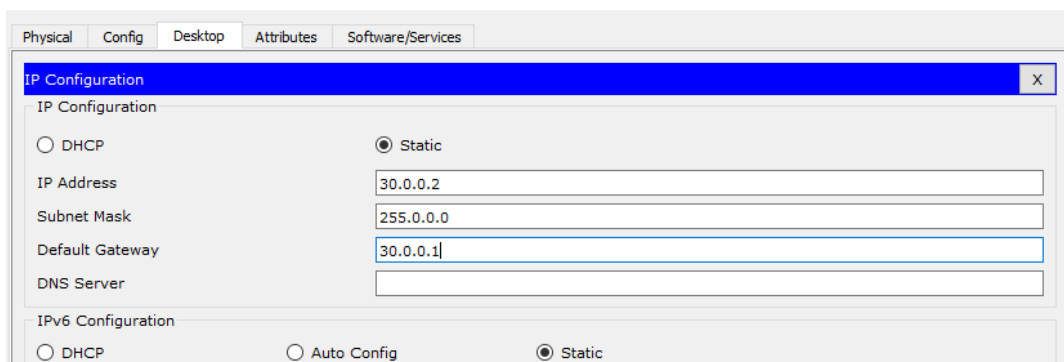 Physical Config Desktop Attributes Software/Services
IP Configuration X
IP Configuration
DHCP Static
IP Address 30.0.0.2
Subnet Mask 255.0.0.0
Default Gateway 30.0.0.1
DNS Server
IPv6 Configuration
DHCP Auto Config Static